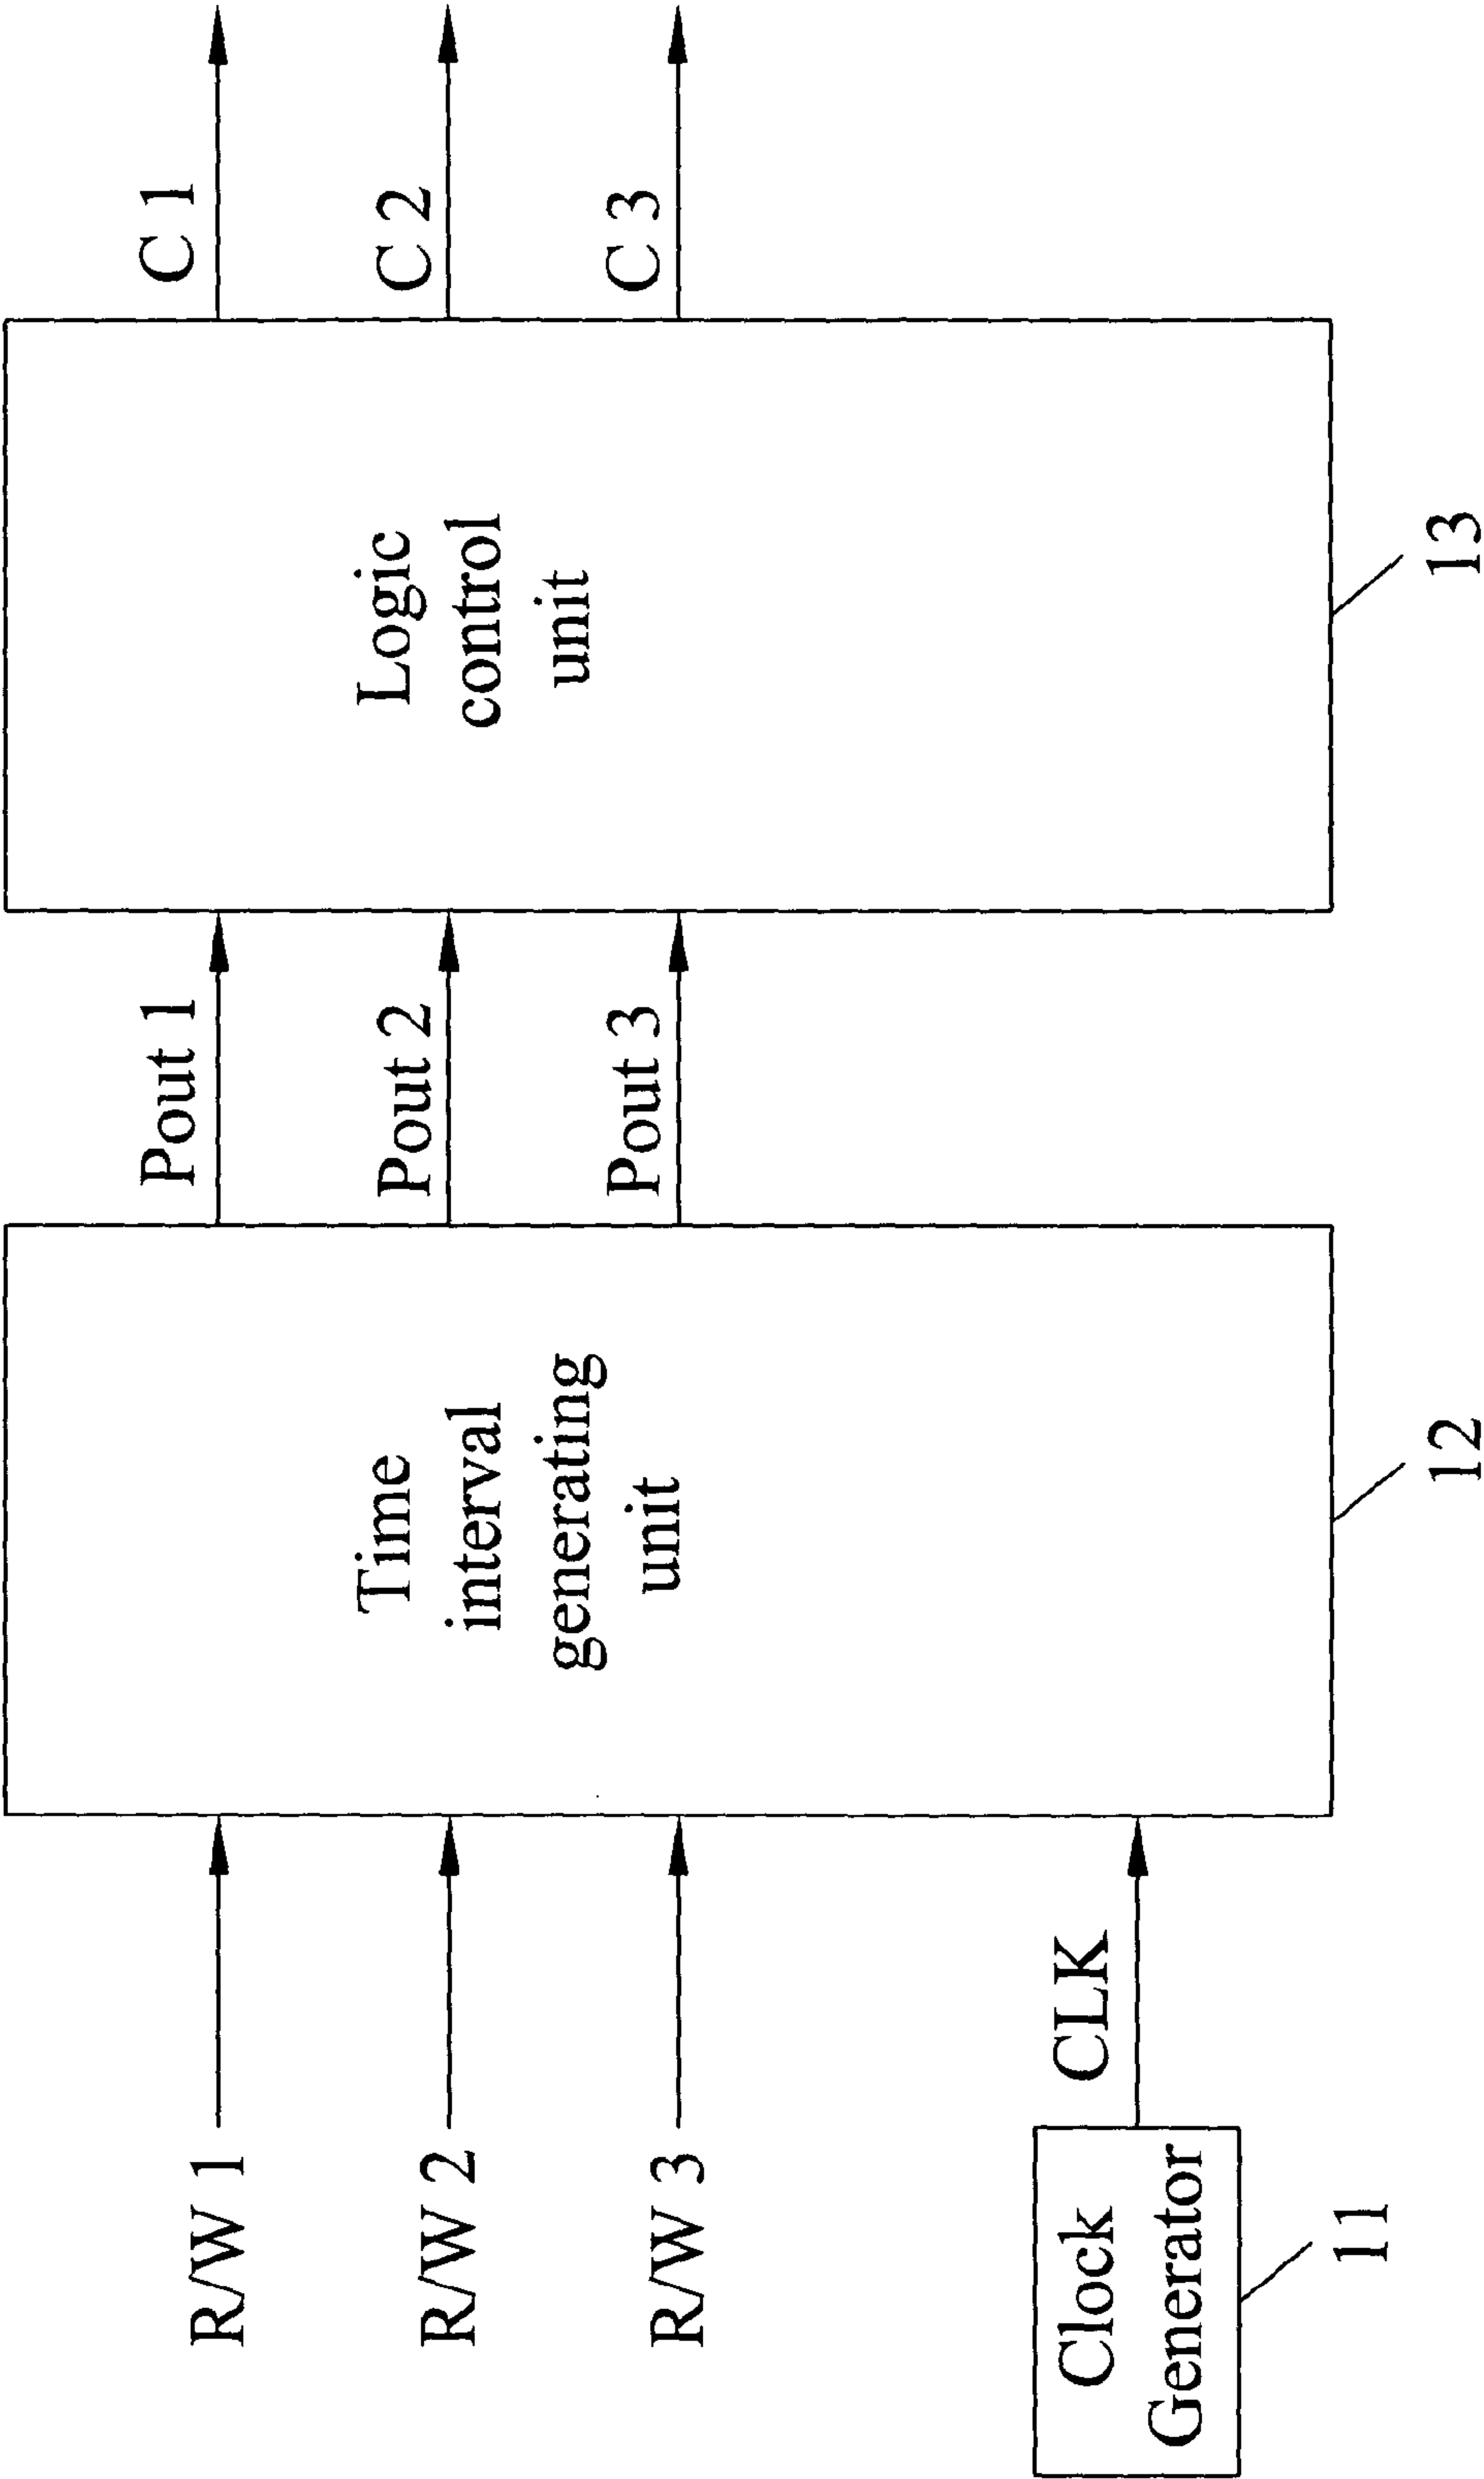 R/W 1
R/W 2
R/W 3
Clock
Generator
11
CLK
Time
interval
generating
unit
12
Pout 1
Pout 2
Pout 3
Logic
control
unit
13
C 1
C 2
C 3